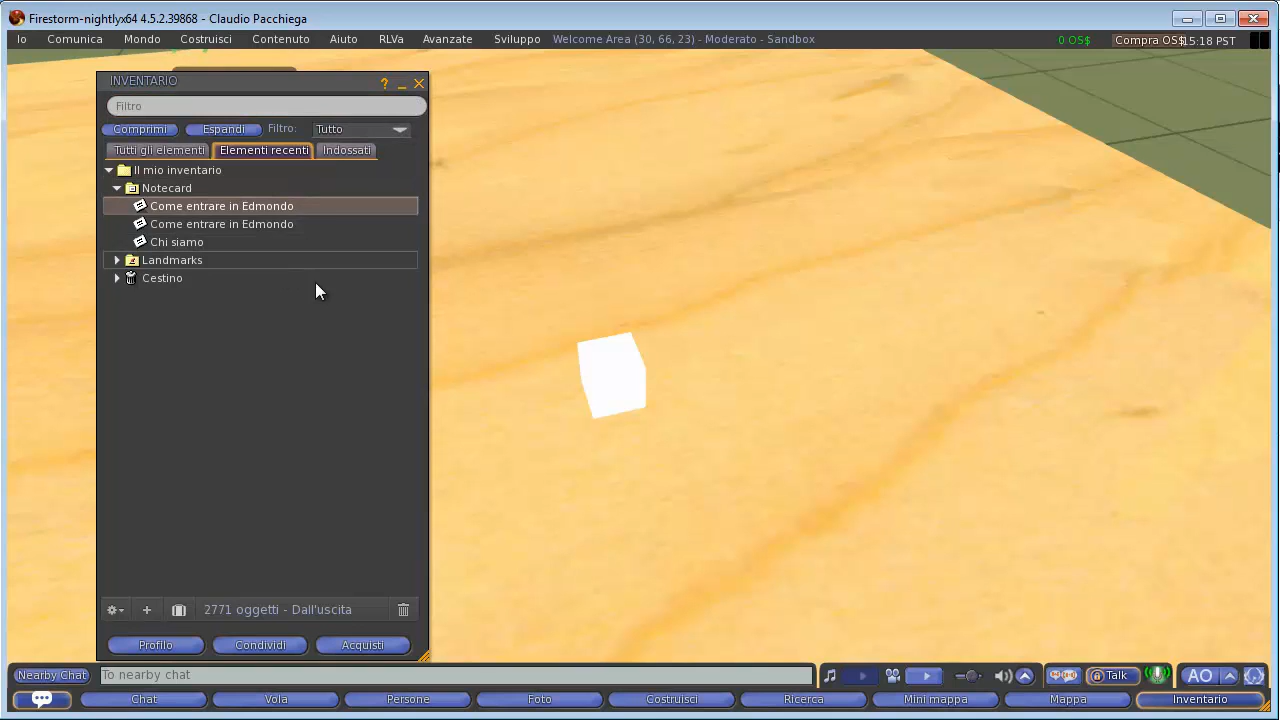 Firestorm-nightlyx64 4.5.2.39868 - Claudio Pacchiega
Io Comunica Mondo Costruisci Contenuto Aiuto RLVa Avanzate Sviluppo Welcome Area (30, 66, 23) - Moderato - Sandbox 0 OS$ Compra OS$ 15:18 PST
INVENTARIO
Filtro
Comprimi Espandi Filtro: Tutto
Tutti gli elementi Elementi recenti Indossati
Il mio inventario
Notecard
Come entrare in Edmondo
Come entrare in Edmondo
Chi siamo
Landmarks
Cestino
2771 oggetti - Dall'uscita
Profilo Condividi Acquisti
Nearby Chat To nearby chat Talk AO
Chat Vola Persone Foto Costruisci Ricerca Mini mappa Mappa Inventario